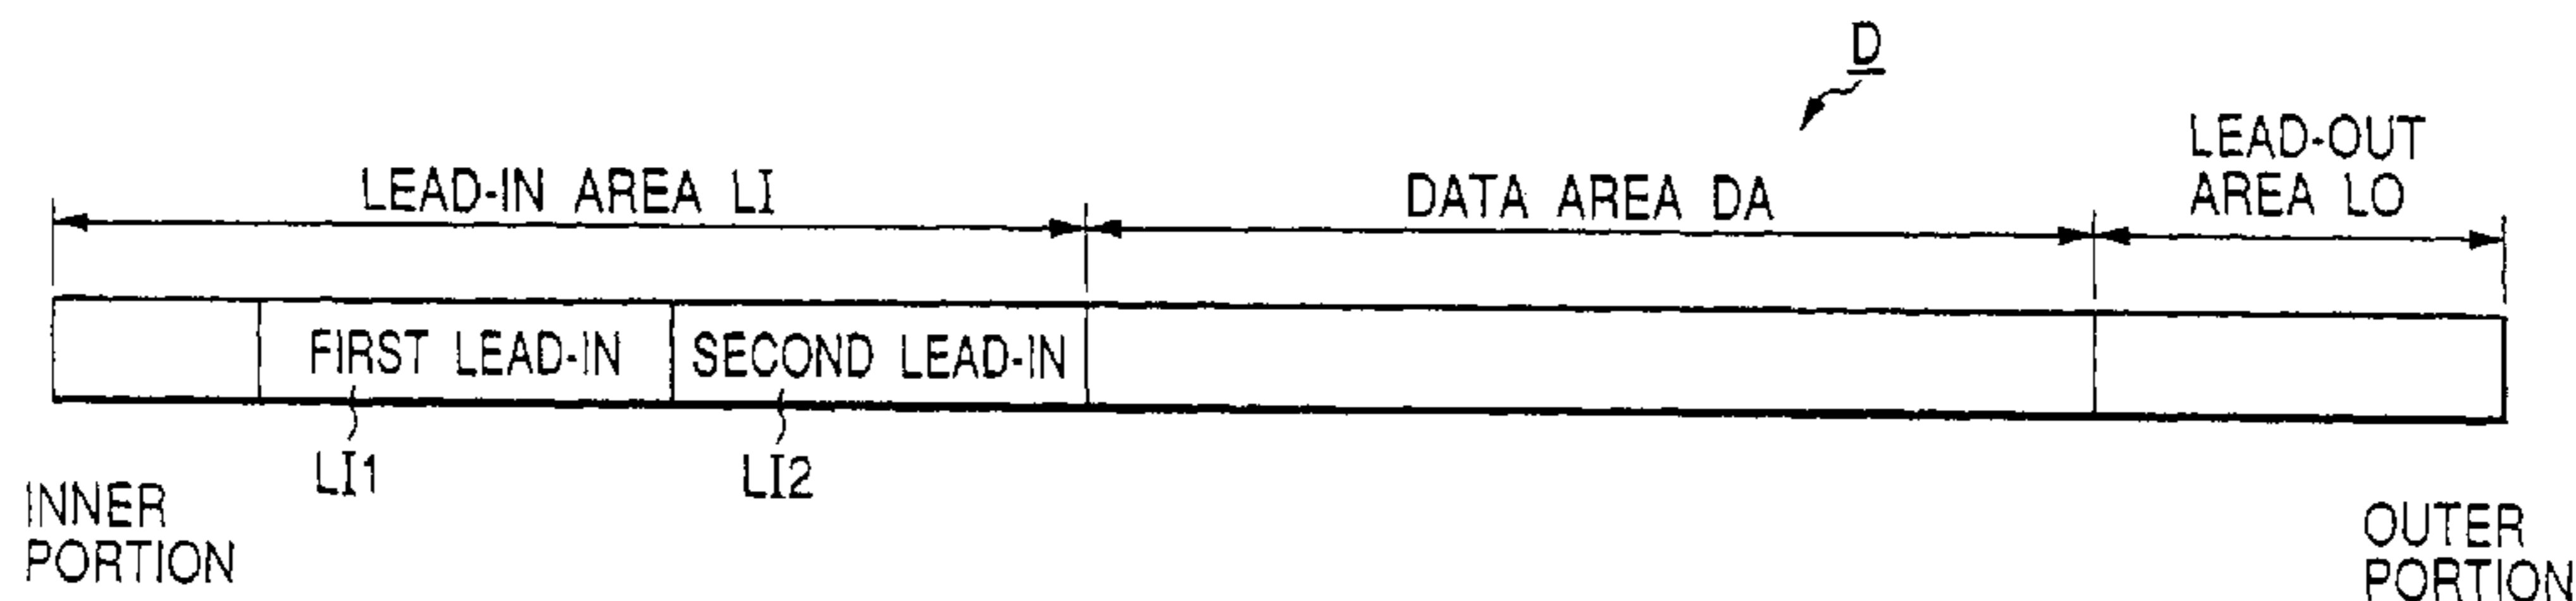 D
LEAD-IN AREA LI
DATA AREA DA
LEAD-OUT
AREA LO
FIRST LEAD-IN
SECOND LEAD-IN
LI1
LI2
INNER
PORTION
OUTER
PORTION